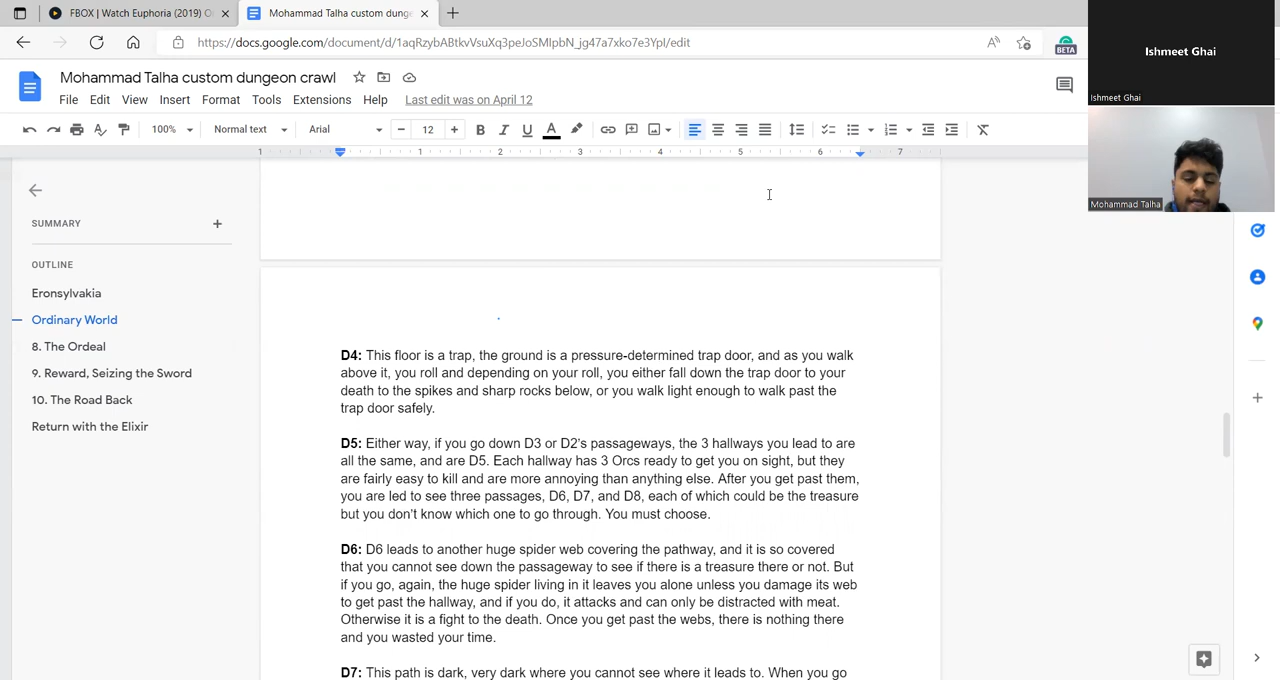 FBOX | Watch Euphoria (2019) O
Mohammad Talha custom dunge
https://docs.google.com/document/d/1aqRzybABtkvVsuXq3peJoSMIpbN_jg47a7xko7e3YpI/edit
BETA
Ishmeet Ghai
Ishmeet Ghai
Mohammad Talha
Mohammad Talha custom dungeon crawl
File Edit View Insert Format Tools Extensions Help Last edit was on April 12
100% Normal text Arial 12 B I U A
1 1 2 3 4 5 6 7
SUMMARY
OUTLINE
Eronsylvakia
Ordinary World
8. The Ordeal
9. Reward, Seizing the Sword
10. The Road Back
Return with the Elixir
D4: This floor is a trap, the ground is a pressure-determined trap door, and as you walk
above it, you roll and depending on your roll, you either fall down the trap door to your
death to the spikes and sharp rocks below, or you walk light enough to walk past the
trap door safely.
D5: Either way, if you go down D3 or D2's passageways, the 3 hallways you lead to are
all the same, and are D5. Each hallway has 3 Orcs ready to get you on sight, but they
are fairly easy to kill and are more annoying than anything else. After you get past them,
you are led to see three passages, D6, D7, and D8, each of which could be the treasure
but you don't know which one to go through. You must choose.
D6: D6 leads to another huge spider web covering the pathway, and it is so covered
that you cannot see down the passageway to see if there is a treasure there or not. But
if you go, again, the huge spider living in it leaves you alone unless you damage its web
to get past the hallway, and if you do, it attacks and can only be distracted with meat.
Otherwise it is a fight to the death. Once you get past the webs, there is nothing there
and you wasted your time.
D7: This path is dark, very dark where you cannot see where it leads to. When you go